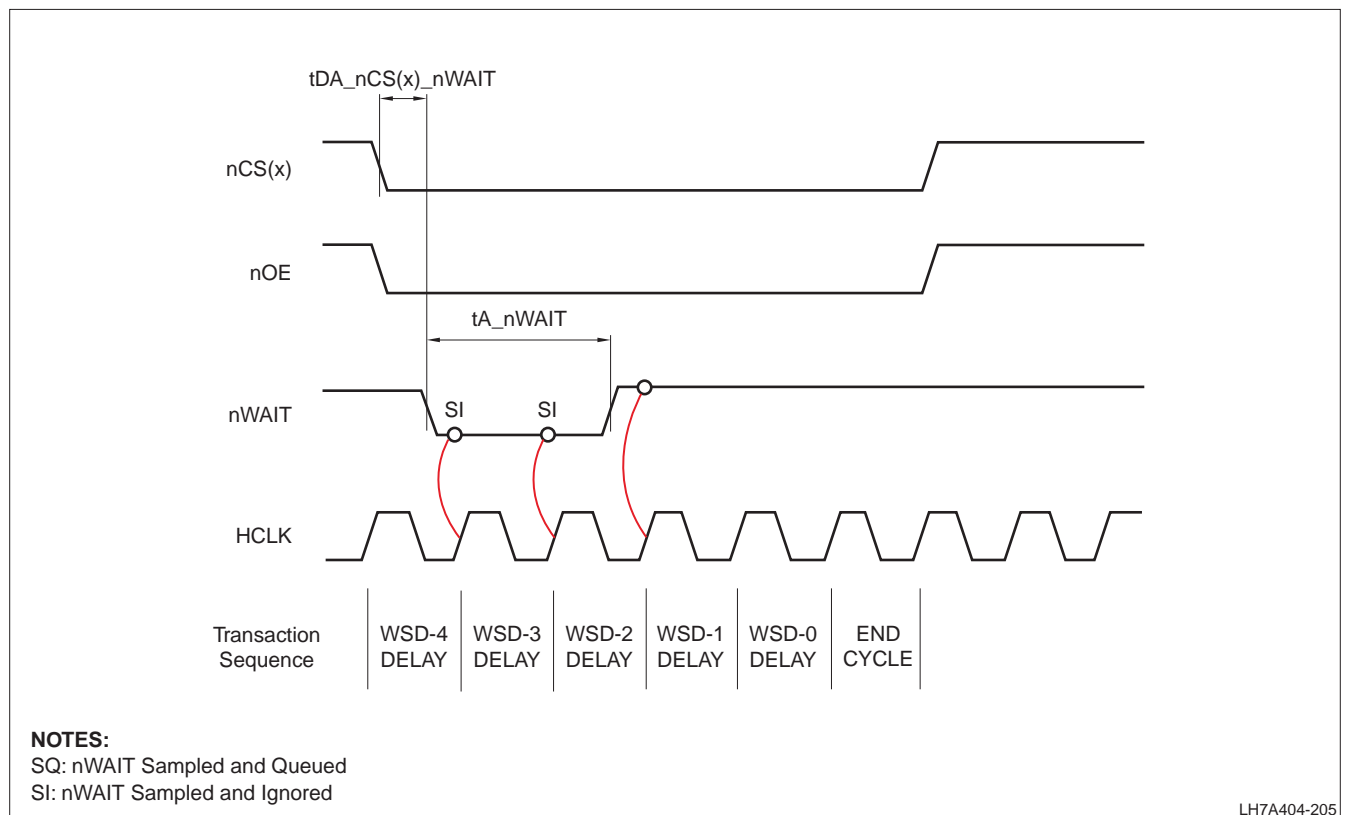 tDA_nCS(x)_nWAIT
nCS(x)
nOE
tA_nWAIT
nWAIT
SI
SI
HCLK
Transaction
Sequence
WSD-4
DELAY
WSD-3
DELAY
WSD-2
DELAY
WSD-1
DELAY
WSD-0
DELAY
END
CYCLE
NOTES:
SQ: nWAIT Sampled and Queued
SI: nWAIT Sampled and Ignored
LH7A404-205